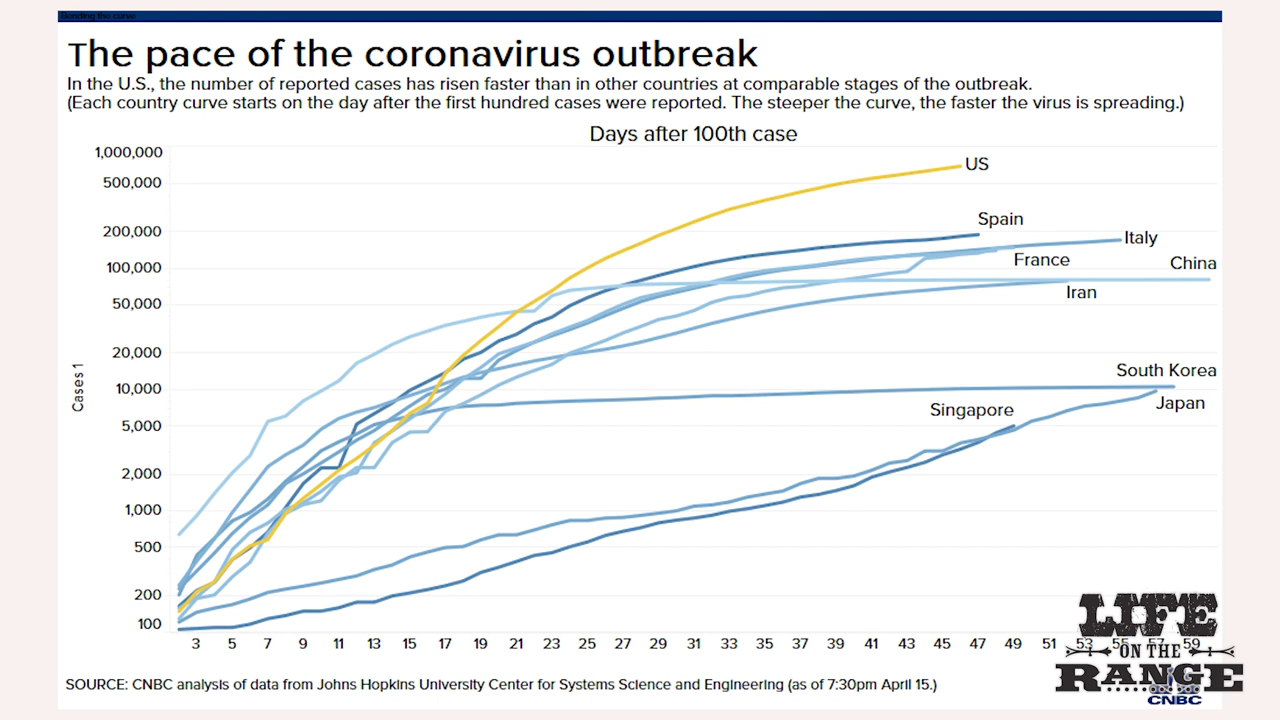 Bending the curve
The pace of the coronavirus outbreak
In the U.S., the number of reported cases has risen faster than in other countries at comparable stages of the outbreak.
(Each country curve starts on the day after the first hundred cases were reported. The steeper the curve, the faster the virus is spreading.)
Days after 100th case
1,000,000
500,000
200,000
100,000
50,000
20,000
10,000
5,000
2,000
1,000
500
200
100
Cases 1
US
Spain
Italy
France
China
Iran
South Korea
Japan
Singapore
3 5 7 9 11 13 15 17 19 21 23 25 27 29 31 33 35 37 39 41 43 45 47 49 51 53 55 57 59
LIFE
ON THE
RANGE
SOURCE: CNBC analysis of data from Johns Hopkins University Center for Systems Science and Engineering (as of 7:30pm April 15.)
CNBC